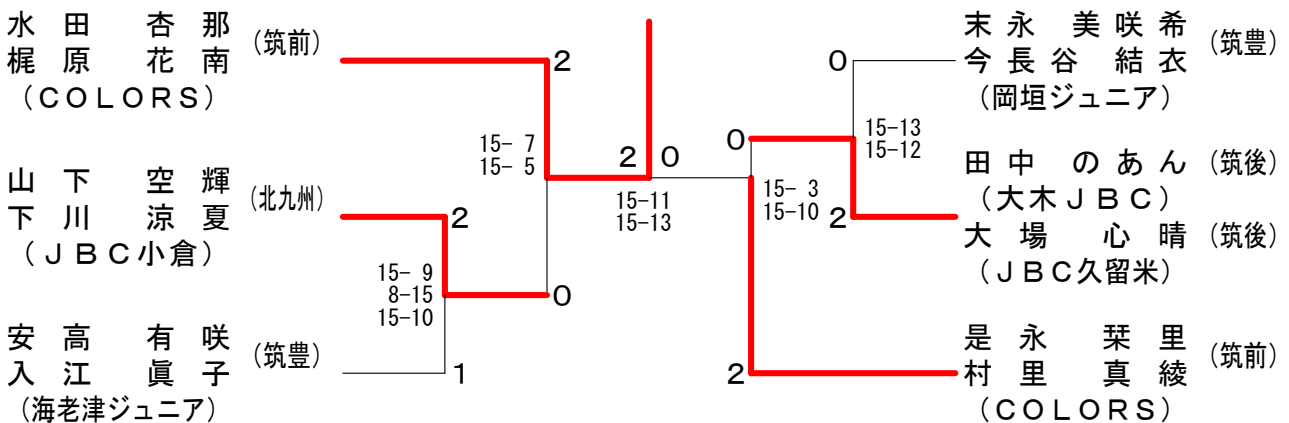 水田 杏那
梶原 花南
(筑前)
(COLORS)
山下 空輝
下川 涼夏
(北九州)
(JBC小倉)
安高 有咲
入江 眞子
(筑豊)
(海老津ジュニア)
2
15- 7
15- 5
2
15- 9
8-15
15-10
0
1
2 0
15-11
15-13
0
15- 3
15-10
2
0
15-13
15-12
2
末永 美咲希
今長谷 結衣
(筑豊)
(岡垣ジュニア)
田中 のあん (筑後)
(大木JBC)
大場 心晴 (筑後)
(JBC久留米)
是永 栞里
村里 真綾
(筑前)
(COLORS)